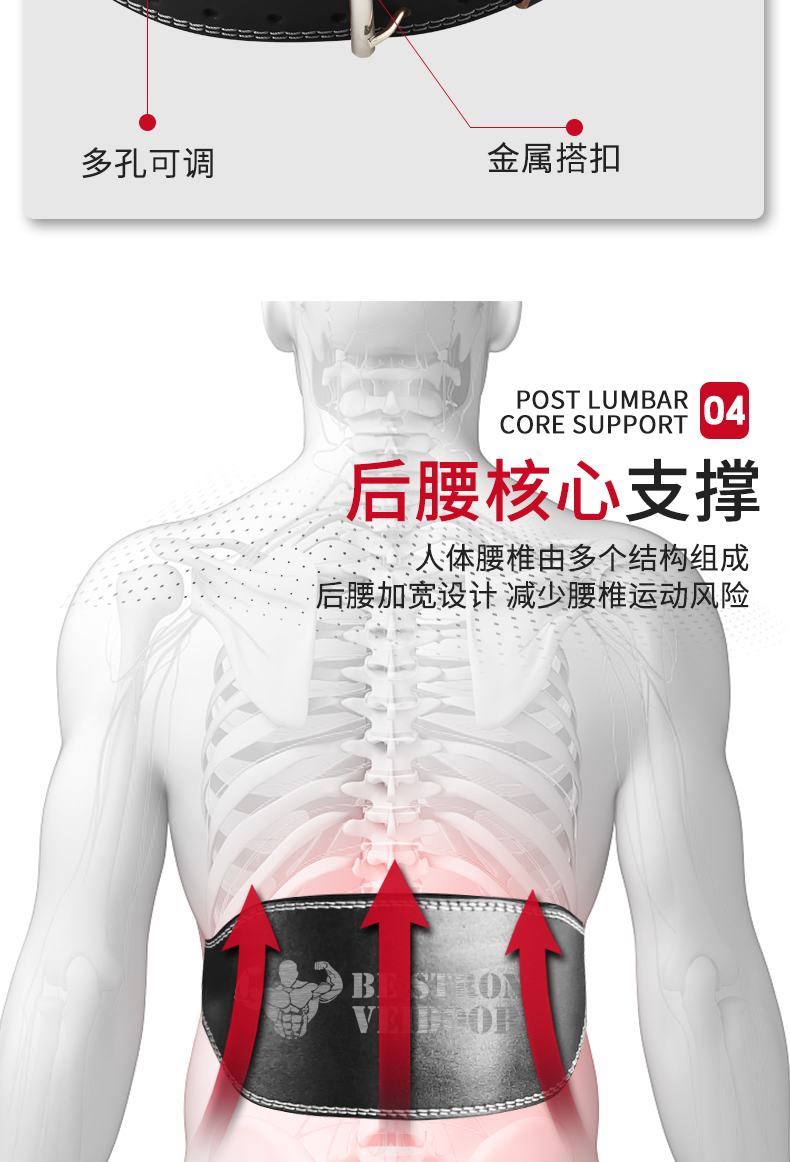 多孔可调
金属搭扣
POST LUMBAR
CORE SUPPORT
04
后腰核心支撑
人体腰椎由多个结构组成
后腰加宽设计 减少腰椎运动风险
BE STRON